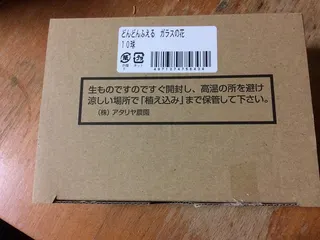 どんどんふえる　ガラスの花
10球
生ものですのですぐ開封し、高温の所を避け
涼しい場所で「植え込み」まで保管して下さい。
（株）アタリヤ農園